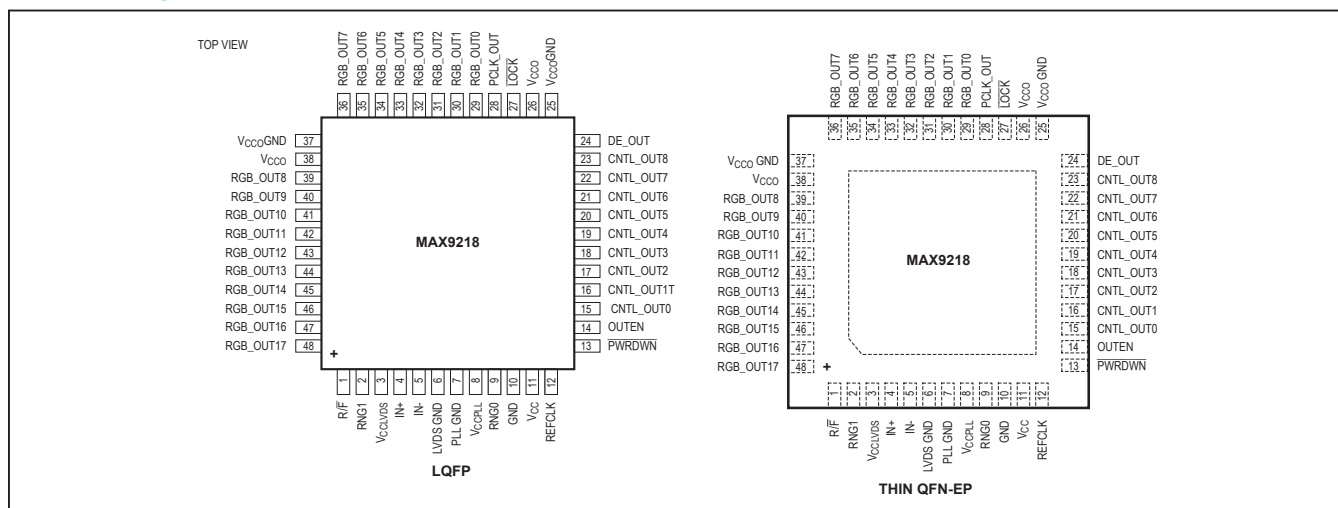 TOP VIEW
RGB_OUT7
RGB_OUT6
RGB_OUT5
RGB_OUT4
RGB_OUT3
RGB_OUT2
RGB_OUT1
RGB_OUT0
PCLK_OUT
LOCK
VCCO
VCCOGND
36 35 34 33 32 31 30 29 28 27 26 25
VCCOGND 37
VCCO 38
RGB_OUT8 39
RGB_OUT9 40
RGB_OUT10 41
RGB_OUT11 42
RGB_OUT12 43
RGB_OUT13 44
RGB_OUT14 45
RGB_OUT15 46
RGB_OUT16 47
RGB_OUT17 48
MAX9218
+
24 DE_OUT
23 CNTL_OUT8
22 CNTL_OUT7
21 CNTL_OUT6
20 CNTL_OUT5
19 CNTL_OUT4
18 CNTL_OUT3
17 CNTL_OUT2
16 CNTL_OUT1T
15 CNTL_OUT0
14 OUTEN
13 PWRDWN
1 2 3 4 5 6 7 8 9 10 11 12
R/F
RNG1
VCCLVDS
IN+
IN-
LVDS GND
PLL GND
VCCPLL
RNG0
GND
VCC
REFCLK
LQFP
RGB_OUT7
RGB_OUT6
RGB_OUT5
RGB_OUT4
RGB_OUT3
RGB_OUT2
RGB_OUT1
RGB_OUT0
PCLK_OUT
LOCK
VCCO
VCCO GND
36 35 34 33 32 31 30 29 28 27 26 25
VCCO GND 37
VCCO 38
RGB_OUT8 39
RGB_OUT9 40
RGB_OUT10 41
RGB_OUT11 42
RGB_OUT12 43
RGB_OUT13 44
RGB_OUT14 45
RGB_OUT15 46
RGB_OUT16 47
RGB_OUT17 48
MAX9218
+
24 DE_OUT
23 CNTL_OUT8
22 CNTL_OUT7
21 CNTL_OUT6
20 CNTL_OUT5
19 CNTL_OUT4
18 CNTL_OUT3
17 CNTL_OUT2
16 CNTL_OUT1
15 CNTL_OUT0
14 OUTEN
13 PWRDWN
1 2 3 4 5 6 7 8 9 10 11 12
R/F
RNG1
VCCLVDS
IN+
IN-
LVDS GND
PLL GND
VCCPLL
RNG0
GND
VCC
REFCLK
THIN QFN-EP